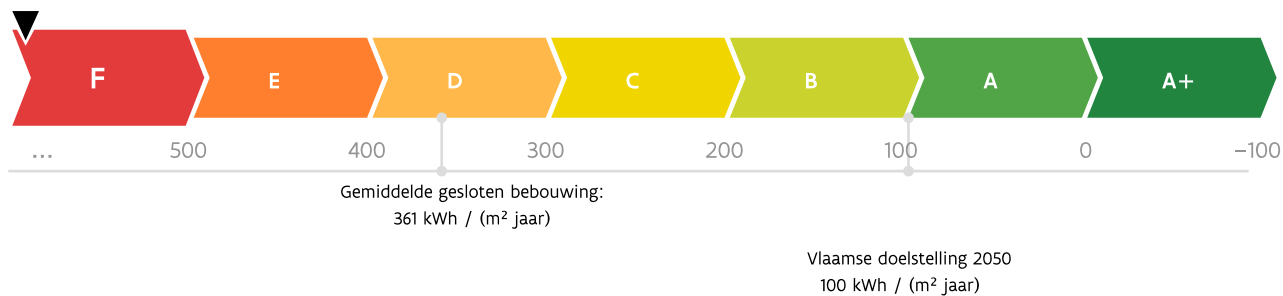 F E D C B A A+
... 500 400 300 200 100 0 −100
Gemiddelde gesloten bebouwing:
361 kWh / (m² jaar)
Vlaamse doelstelling 2050
100 kWh / (m² jaar)